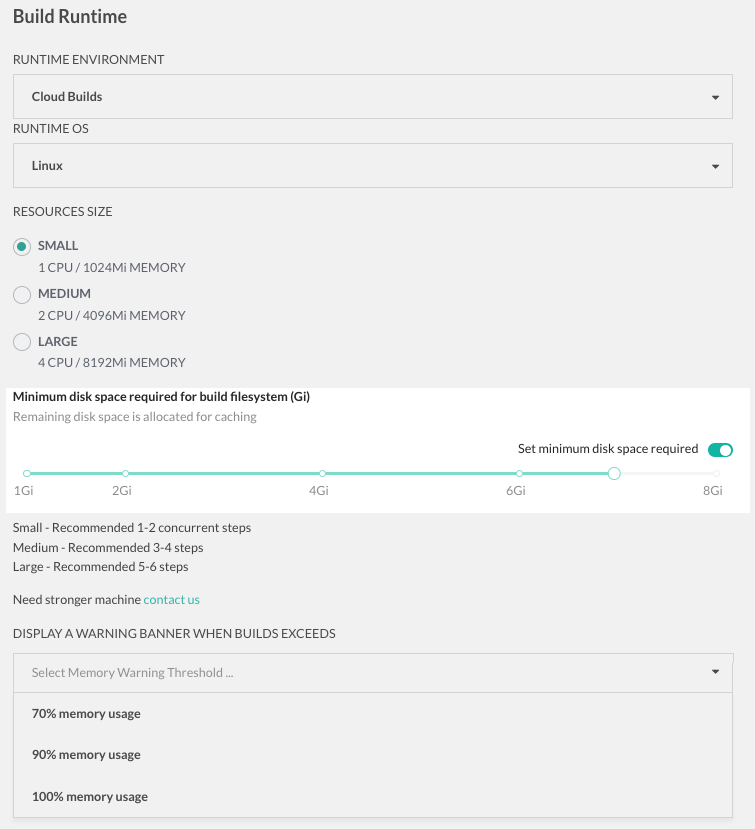 Build Runtime
RUNTIME ENVIRONMENT
Cloud Builds
RUNTIME OS
Linux
RESOURCES SIZE
SMALL
1 CPU / 1024Mi MEMORY
MEDIUM
2 CPU / 4096Mi MEMORY
LARGE
4 CPU / 8192Mi MEMORY
Minimum disk space required for build filesystem (Gi)
Remaining disk space is allocated for caching
Set minimum disk space required
1Gi 2Gi 4Gi 6Gi 8Gi
Small - Recommended 1-2 concurrent steps
Medium - Recommended 3-4 steps
Large - Recommended 5-6 steps
Need stronger machine contact us
DISPLAY A WARNING BANNER WHEN BUILDS EXCEEDS
Select Memory Warning Threshold ...
70% memory usage
90% memory usage
100% memory usage